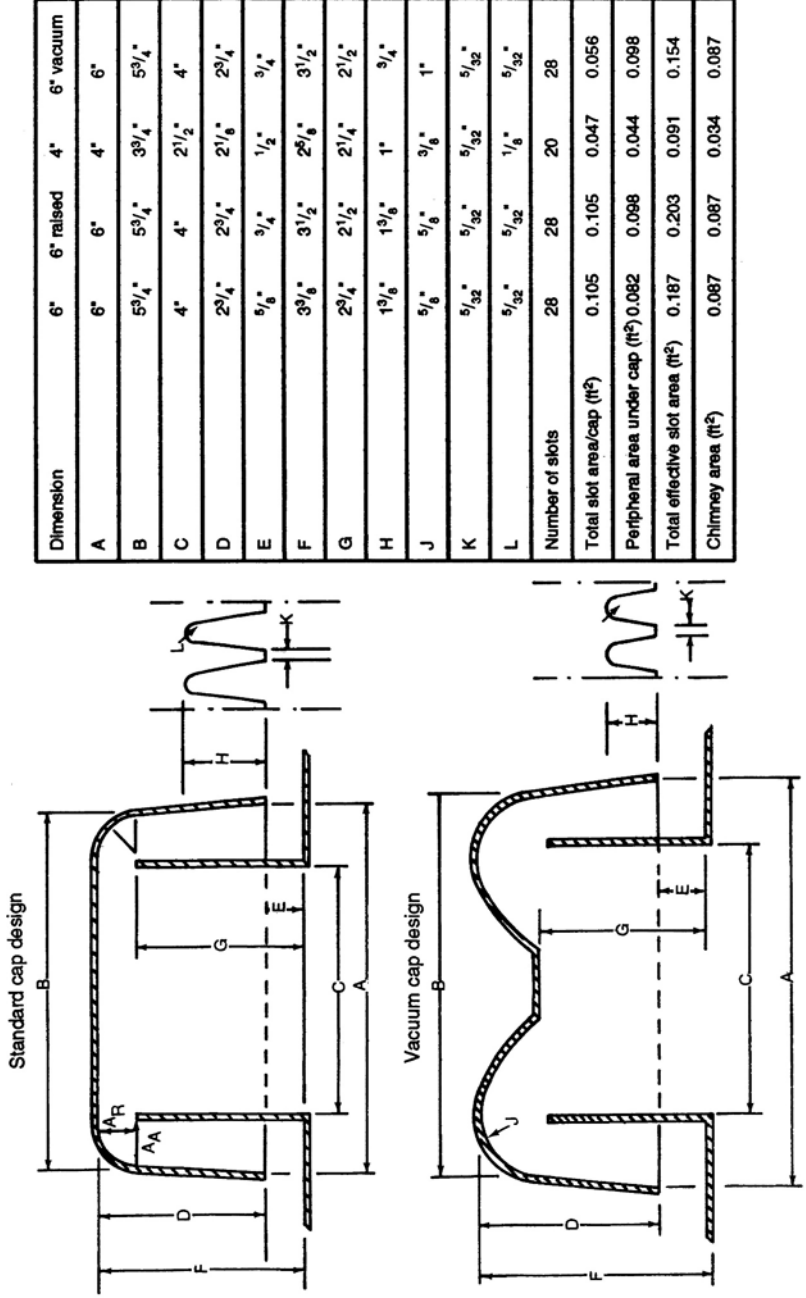 Standard cap design
B
A_R
A_A
D
F
G
E
C
A
H
L
K
Vacuum cap design
B
J
D
F
G
E
C
A
H
K
Dimension 6" 6" raised 4" 6" vacuum
A 6" 6" 4" 6"
B 5 3/4" 5 3/4" 3 3/4" 5 3/4"
C 4" 4" 2 1/2" 4"
D 2 3/4" 2 3/4" 2 1/8" 2 3/4"
E 5/8" 3/4" 1/2" 3/4"
F 3 3/8" 3 1/2" 2 5/8" 3 1/2"
G 2 3/4" 2 1/2" 2 1/4" 2 1/2"
H 1 3/8" 1 3/8" 1" 3/4"
J 5/8" 5/8" 3/8" 1"
K 5/32" 5/32" 5/32" 5/32"
L 5/32" 5/32" 1/8" 5/32"
Number of slots 28 28 20 28
Total slot area/cap (ft²) 0.105 0.105 0.047 0.056
Peripheral area under cap (ft²) 0.082 0.098 0.044 0.098
Total effective slot area (ft²) 0.187 0.203 0.091 0.154
Chimney area (ft²) 0.087 0.087 0.034 0.087